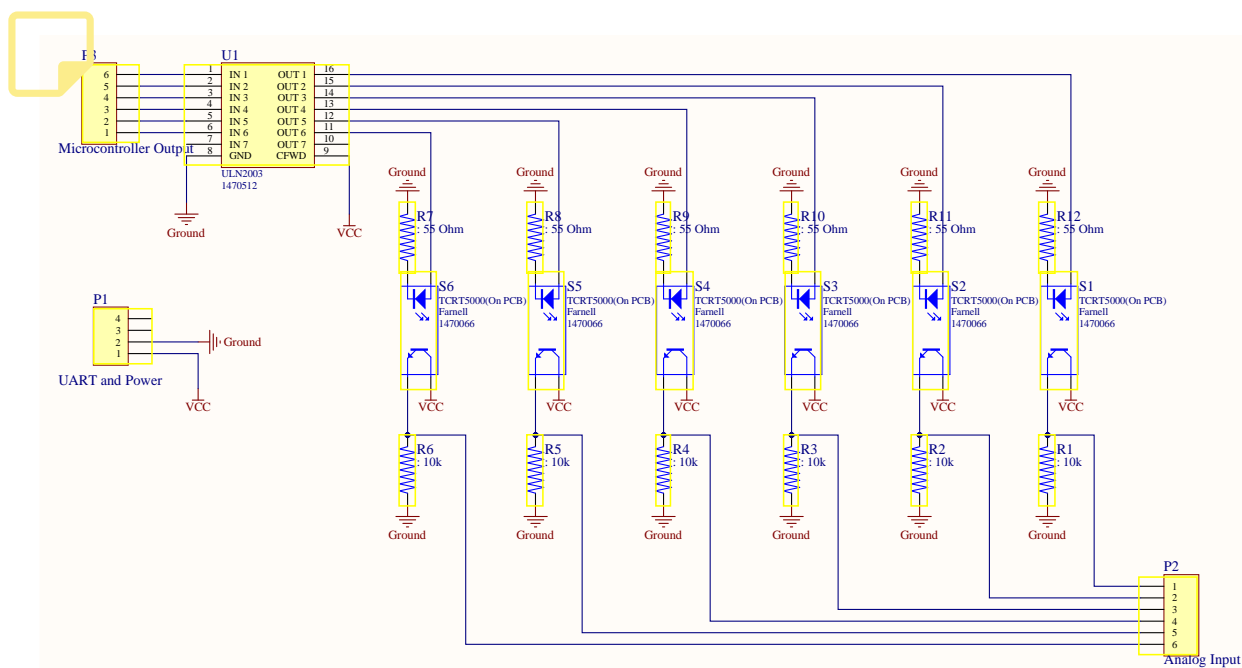 P3
6
5
4
3
2
1
Microcontroller Output
U1
1 IN 1 OUT 1 16
2 IN 2 OUT 2 15
3 IN 3 OUT 3 14
4 IN 4 OUT 4 13
5 IN 5 OUT 5 12
6 IN 6 OUT 6 11
7 IN 7 OUT 7 10
8 GND CFWD 9
ULN2003
1470512
Ground
VCC
Ground Ground Ground Ground Ground Ground
R7 R8 R9 R10 R11 R12
: 55 Ohm : 55 Ohm : 55 Ohm : 55 Ohm : 55 Ohm : 55 Ohm
S6 S5 S4 S3 S2 S1
TCRT5000(On PCB) TCRT5000(On PCB) TCRT5000(On PCB) TCRT5000(On PCB) TCRT5000(On PCB) TCRT5000(On PCB)
Farnell Farnell Farnell Farnell Farnell Farnell
1470066 1470066 1470066 1470066 1470066 1470066
P1
4
3
2 Ground
1
UART and Power
VCC
VCC VCC VCC VCC VCC VCC
R6 R5 R4 R3 R2 R1
: 10k : 10k : 10k : 10k : 10k : 10k
Ground Ground Ground Ground Ground Ground
P2
1
2
3
4
5
6
Analog Input